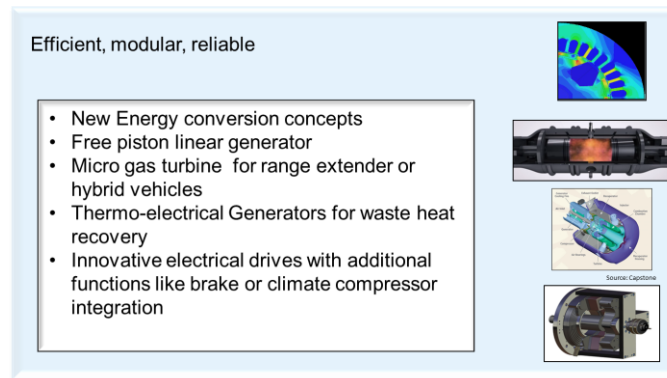 Efficient, modular, reliable
• New Energy conversion concepts
• Free piston linear generator
• Micro gas turbine for range extender or
hybrid vehicles
• Thermo-electrical Generators for waste heat
recovery
• Innovative electrical drives with additional
functions like brake or climate compressor
integration
Source: Capstone